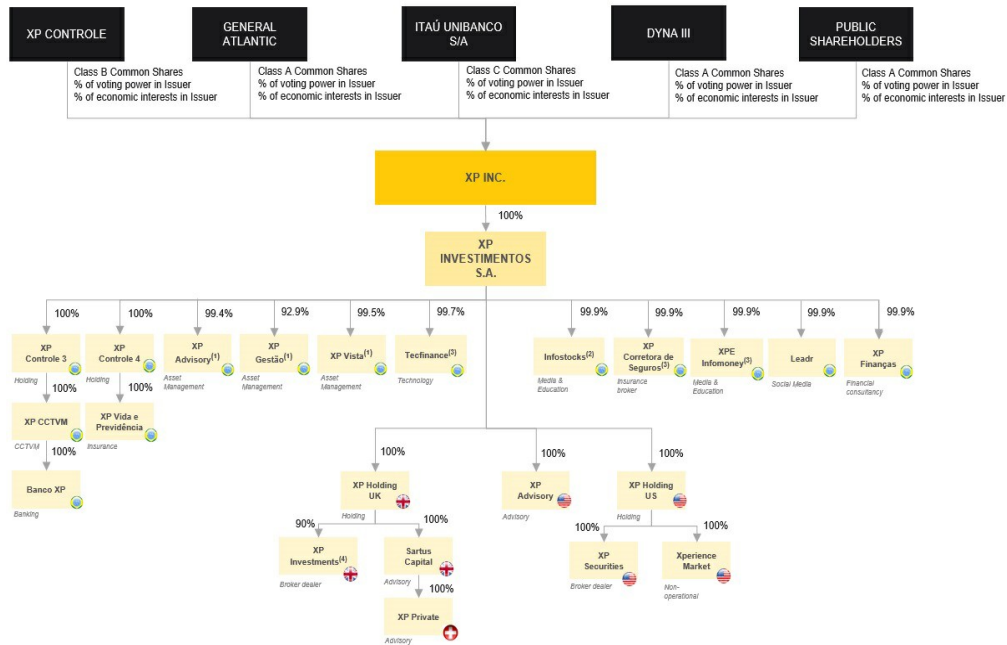 XP CONTROLE
GENERAL
ATLANTIC
ITAÚ UNIBANCO
S/A
DYNA III
PUBLIC
SHAREHOLDERS
Class B Common Shares
% of voting power in Issuer
% of economic interests in Issuer
Class A Common Shares
% of voting power in Issuer
% of economic interests in Issuer
Class C Common Shares
% of voting power in Issuer
% of economic interests in Issuer
Class A Common Shares
% of voting power in Issuer
% of economic interests in Issuer
Class A Common Shares
% of voting power in Issuer
% of economic interests in Issuer
XP INC.
100%
XP
INVESTIMENTOS
S.A.
100%
100%
99.4%
92.9%
99.5%
99.7%
99.9%
99.9%
99.9%
99.9%
99.9%
XP
Controle 3
Holding
XP
Controle 4
Holding
XP
Advisory(1)
Asset
Management
XP
Gestão(1)
Asset
Management
XP Vista(1)
Asset
Management
Tecfinance(3)
Technology
Infostocks(2)
Media &
Education
XP
Corretora de
Seguros(3)
Insurance
broker
XPE
Infomoney(3)
Media &
Education
Leadr
Social Media
XP
Finanças
Financial
consultancy
100%
100%
XP CCTVM
CCTVM
XP Vida e
Previdência
Insurance
100%
Banco XP
Banking
100%
100%
100%
XP Holding
UK
Holding
XP
Advisory
Advisory
XP Holding
US
Holding
90%
100%
100%
100%
XP
Investments(4)
Broker dealer
Sartus
Capital
Advisory
XP
Securities
Broker dealer
Xperience
Market
Non-
operational
100%
XP Private
Advisory